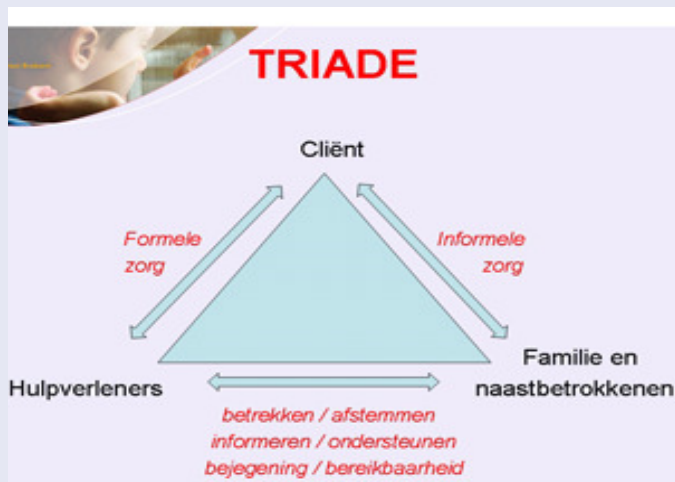 TRIADE
Cliënt
Formele
zorg
Informele
zorg
Hulpverleners
Familie en
naastbetrokkenen
betrekken / afstemmen
informeren / ondersteunen
bejegening / bereikbaarheid